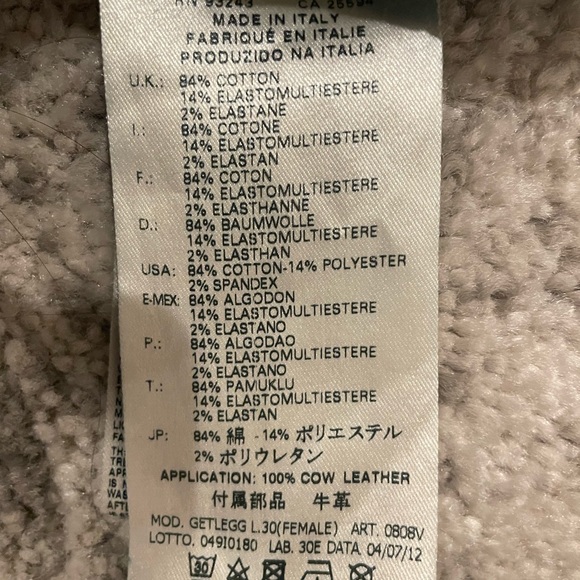 RN 93243 CA 25594
MADE IN ITALY
FABRIQUÉ EN ITALIE
PRODUZIDO NA ITALIA
U.K.: 84% COTTON
14% ELASTOMULTIESTERE
2% ELASTANE
I.: 84% COTONE
14% ELASTOMULTIESTERE
2% ELASTAN
F.: 84% COTON
14% ELASTOMULTIESTERE
2% ELASTHANNE
D.: 84% BAUMWOLLE
14% ELASTOMULTIESTERE
2% ELASTHAN
USA: 84% COTTON-14% POLYESTER
2% SPANDEX
E-MEX: 84% ALGODON
14% ELASTOMULTIESTERE
2% ELASTANO
P.: 84% ALGODAO
14% ELASTOMULTIESTERE
2% ELASTANO
T.: 84% PAMUKLU
14% ELASTOMULTIESTERE
2% ELASTAN
JP: 84% 綿 - 14% ポリエステル
2% ポリウレタン
APPLICATION: 100% COW LEATHER
付属部品 牛革
MOD. GETLEGG L.30(FEMALE) ART. 0808V
LOTTO. 049I0180 LAB. 30E DATA. 04/07/12
30